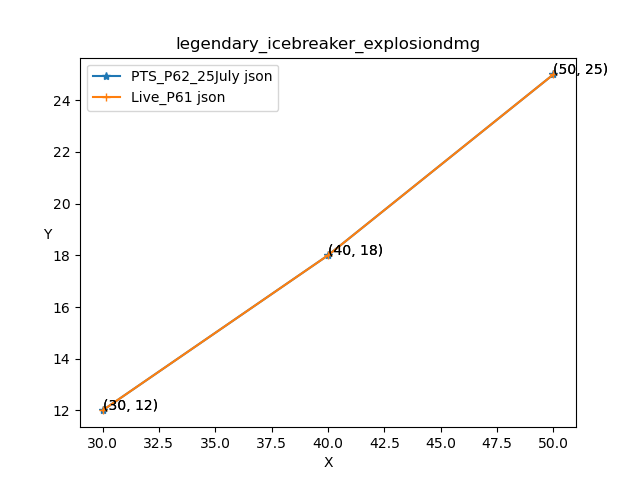 legendary_icebreaker_explosiondmg
PTS_P62_25July json
Live_P61 json
(50, 25)
(40, 18)
(30, 12)
Y
24
22
20
18
16
14
12
30.0 32.5 35.0 37.5 40.0 42.5 45.0 47.5 50.0
X